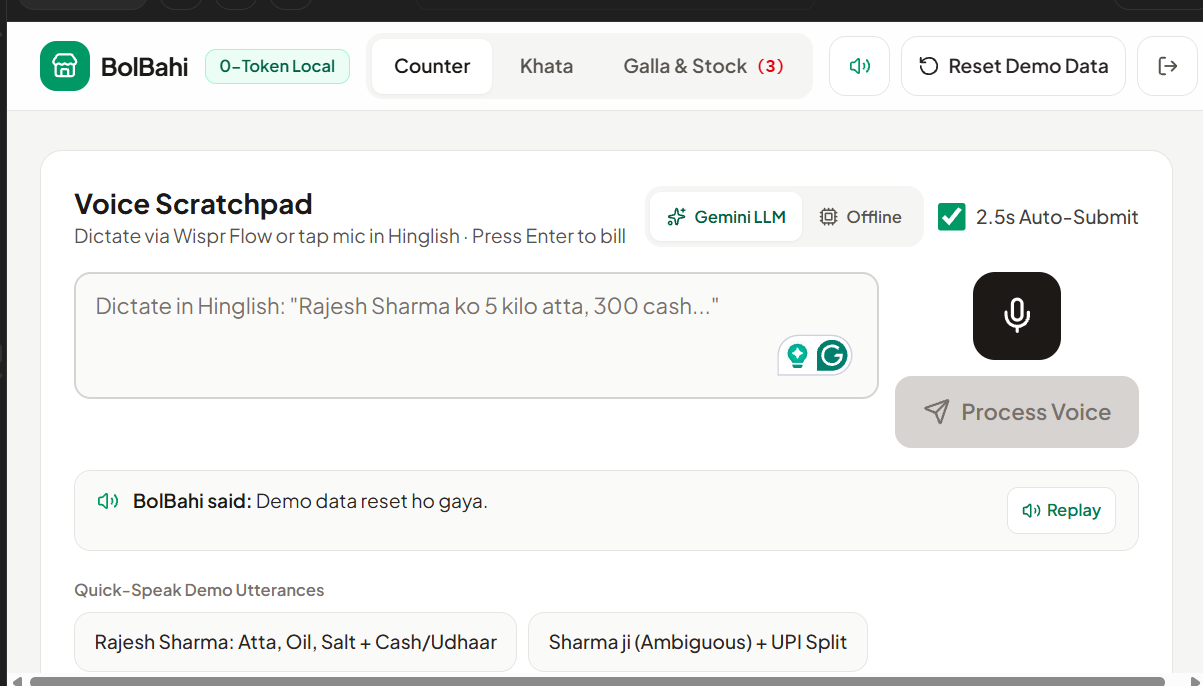 BolBahi 0-Token Local Counter Khata Galla & Stock (3) Reset Demo Data
Voice Scratchpad
Dictate via Wispr Flow or tap mic in Hinglish · Press Enter to bill
Gemini LLM Offline 2.5s Auto-Submit
Dictate in Hinglish: "Rajesh Sharma ko 5 kilo atta, 300 cash..."
Process Voice
BolBahi said: Demo data reset ho gaya.
Replay
Quick-Speak Demo Utterances
Rajesh Sharma: Atta, Oil, Salt + Cash/Udhaar Sharma ji (Ambiguous) + UPI Split